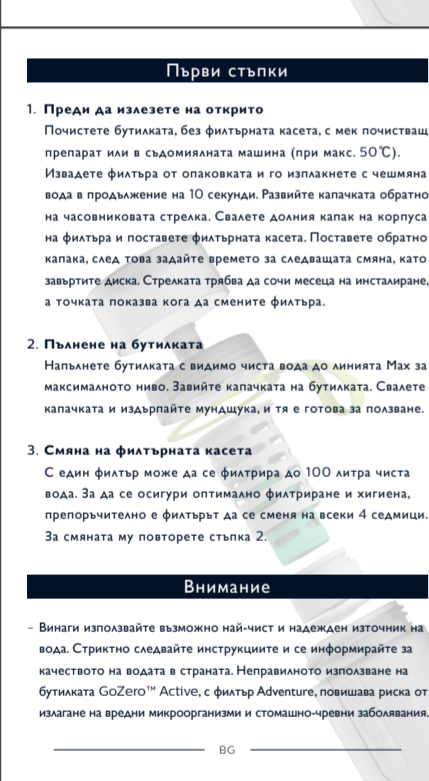 Първи стъпки
1. Преди да излезете на открито
Почистете бутилката, без филтърната касета, с мек почистващ
препарат или в съдомиялната машина (при макс. 50℃).
Извадете филтъра от опаковката и го изплакнете с чешмяна
вода в продължение на 10 секунди. Развийте капачката обратно
на часовниковата стрелка. Свалете долния капак на корпуса
на филтъра и поставете филтърната касета. Поставете обратно
капака, след това задайте времето за следващата смяна, като
завъртите диска. Стрелката трябва да сочи месеца на инсталиране,
а точката показва кога да смените филтъра.
2. Пълнене на бутилката
Напълнете бутилката с видимо чиста вода до линията Max за
максималното ниво. Завийте капачката на бутилката. Свалете
капачката и издърпайте мундщука, и тя е готова за ползване.
3. Смяна на филтърната касета
С един филтър може да се филтрира до 100 литра чиста
вода. За да се осигури оптимално филтриране и хигиена,
препоръчително е филтърът да се сменя на всеки 4 седмици.
За смяната му повторете стъпка 2.
Внимание
– Винаги използвайте възможно най-чист и надежден източник на
вода. Стриктно следвайте инструкциите и се информирайте за
качеството на водата в страната. Неправилното използване на
бутилката GoZero™ Active, с филтър Adventure, повишава риска от
излагане на вредни микроорганизми и стомашно-чревни заболявания.
BG